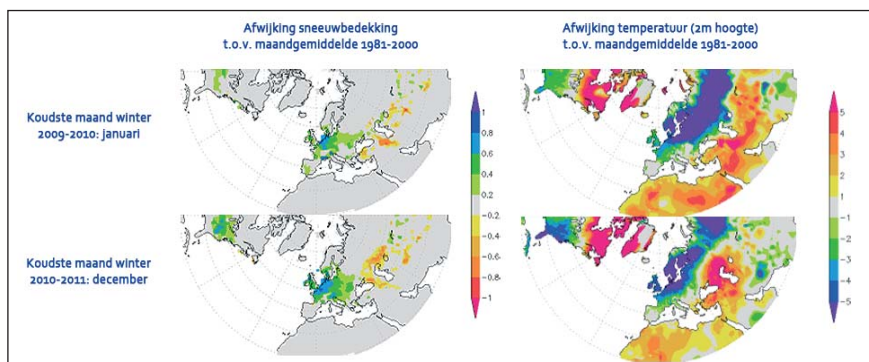 Afwijking sneeuwbedekking
t.o.v. maandgemiddelde 1981-2000
Afwijking temperatuur (2m hoogte)
t.o.v. maandgemiddelde 1981-2000
Koudste maand winter
2009-2010: januari
Koudste maand winter
2010-2011: december
1
0.8
0.6
0.4
0.2
-0.2
-0.4
-0.6
-0.8
-1
5
4
3
2
1
-1
-2
-3
-4
-5